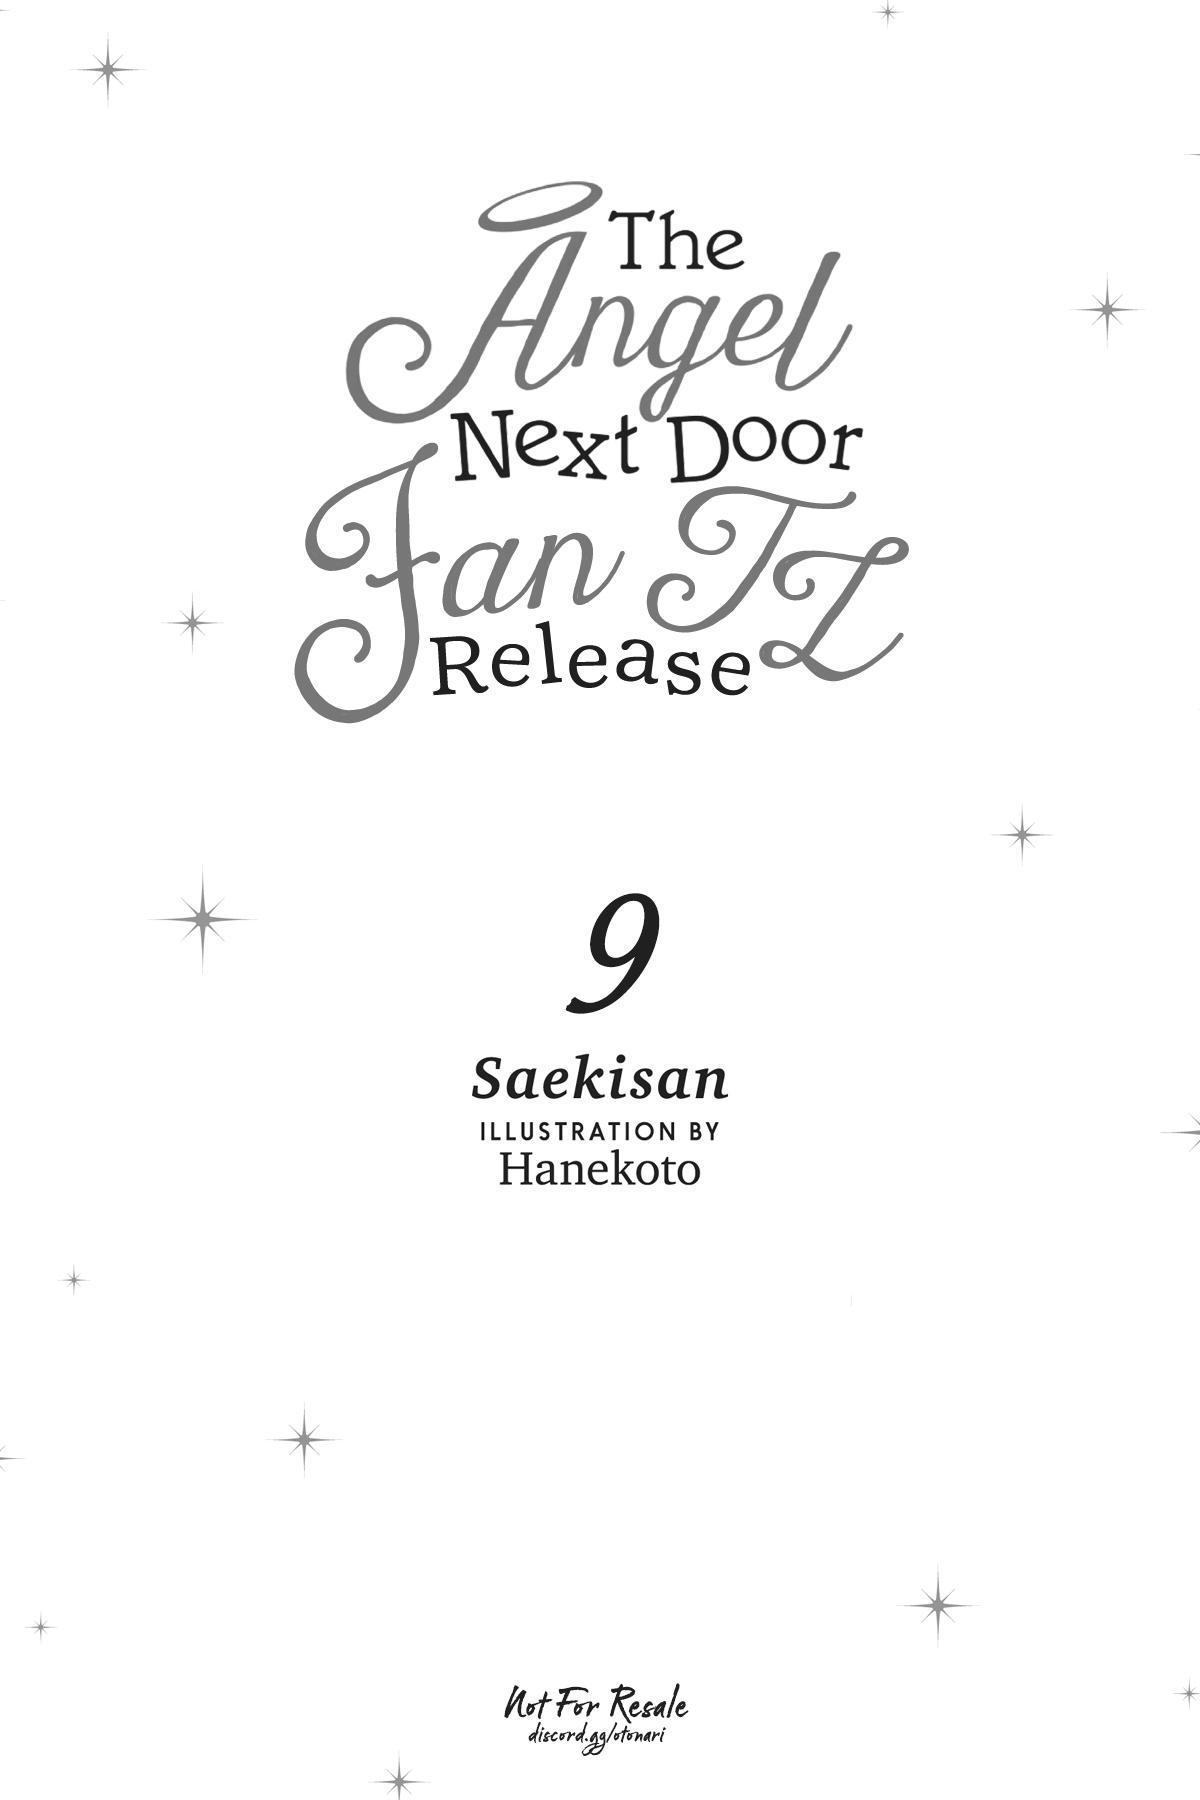 The
Angel
Next Door
Fan TL
Release
9
Saekisan
ILLUSTRATION BY
Hanekoto
Not For Resale
discord.gg/otonari